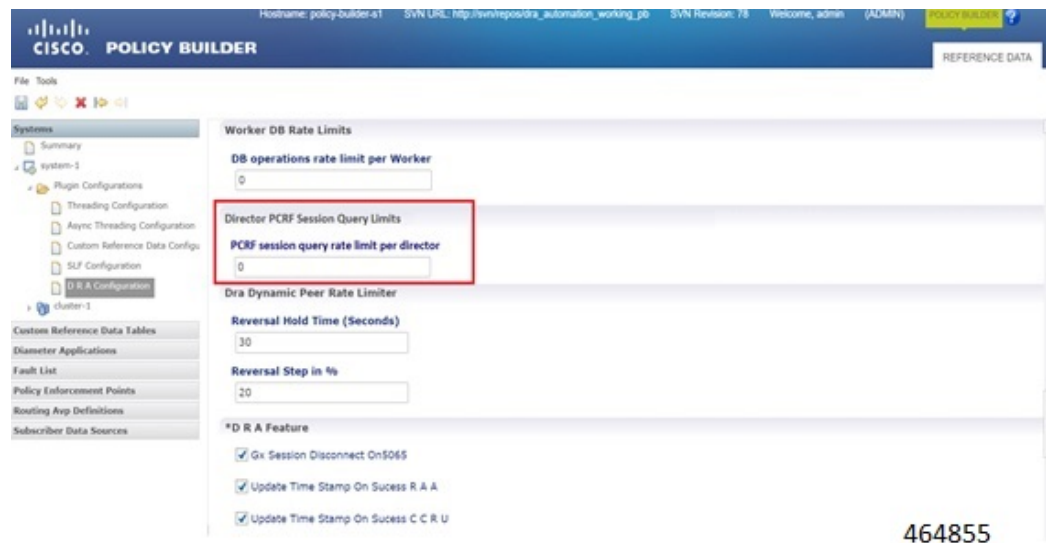 Hostname: policy-builder-s1 SVN URL: http://svn/repos/dra_automation_working_pb SVN Revision: 78 Welcome, admin (ADMIN) POLICY BUILDER ?
CISCO. POLICY BUILDER
REFERENCE DATA
File Tools
Systems
Summary
system-1
Plugin Configurations
Threading Configuration
Async Threading Configuration
Custom Reference Data Configu
SLF Configuration
D R A Configuration
cluster-1
Custom Reference Data Tables
Diameter Applications
Fault List
Policy Enforcement Points
Routing Avp Definitions
Subscriber Data Sources
Worker DB Rate Limits
DB operations rate limit per Worker
0
Director PCRF Session Query Limits
PCRF session query rate limit per director
0
Dra Dynamic Peer Rate Limiter
Reversal Hold Time (Seconds)
30
Reversal Step in %
20
*D R A Feature
Gx Session Disconnect On5065
Update Time Stamp On Sucess R A A
Update Time Stamp On Sucess C C R U
464855